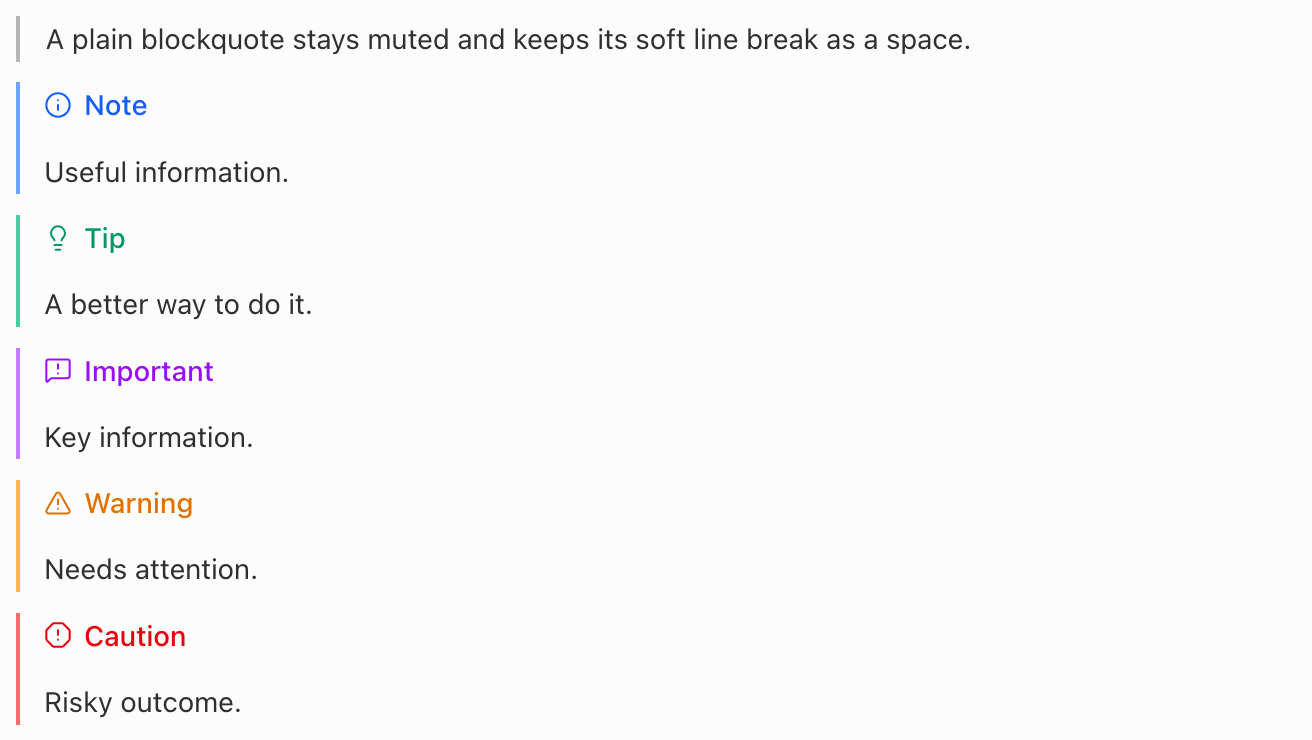 A plain blockquote stays muted and keeps its soft line break as a space.
Note
Useful information.
Tip
A better way to do it.
Important
Key information.
Warning
Needs attention.
Caution
Risky outcome.